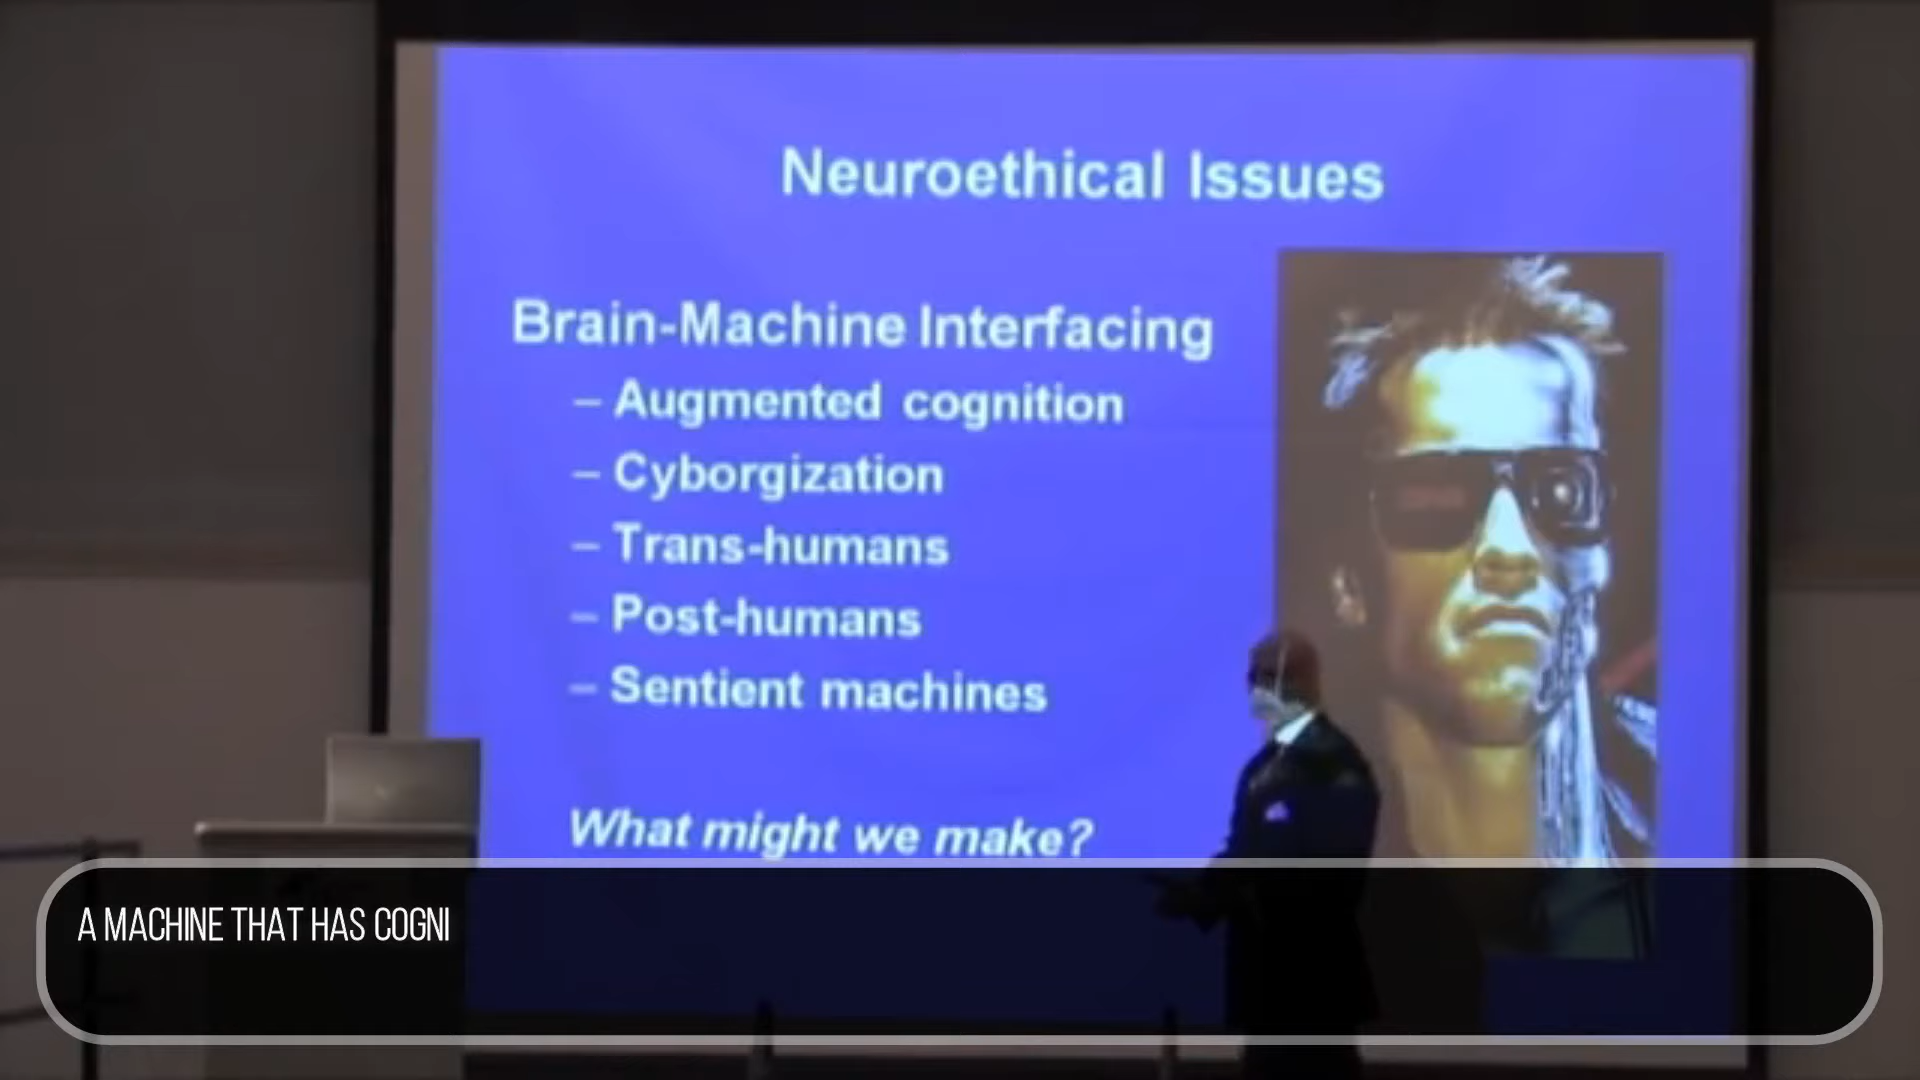 Neuroethical Issues
Brain-Machine Interfacing
– Augmented cognition
– Cyborgization
– Trans-humans
– Post-humans
– Sentient machines
What might we make?
A MACHINE THAT HAS COGNI